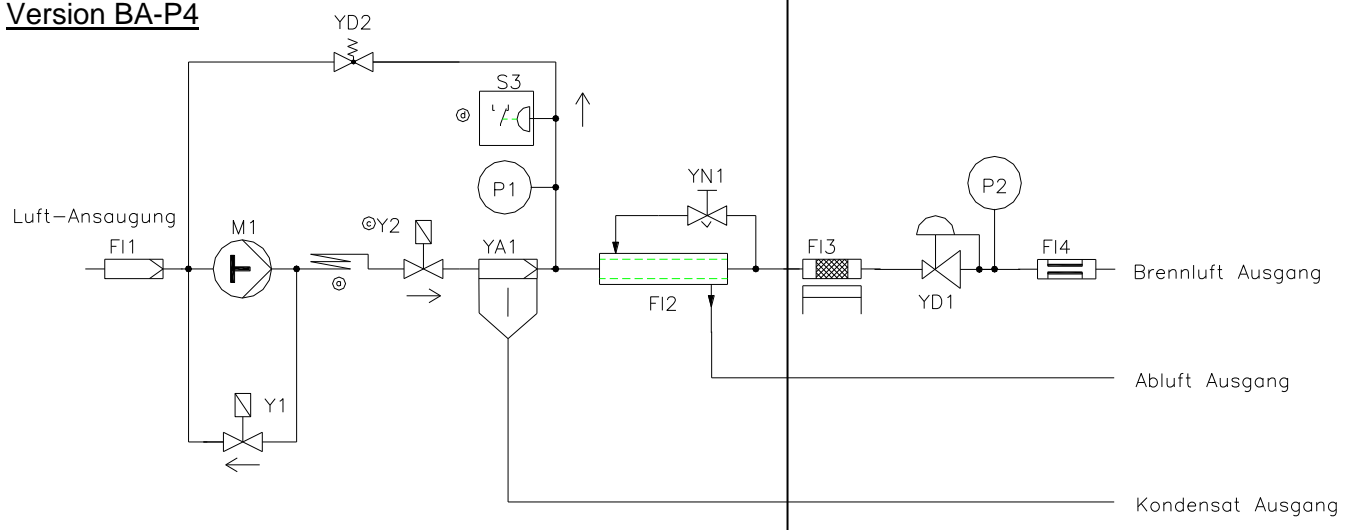 Version BA-P4
YD2
S3
ⓓ
P1
YN1
P2
Luft-Ansaugung
M1
ⓒY2
FI1
YA1
FI3
FI4
ⓐ
Brennluft Ausgang
FI2
YD1
Abluft Ausgang
Y1
Kondensat Ausgang